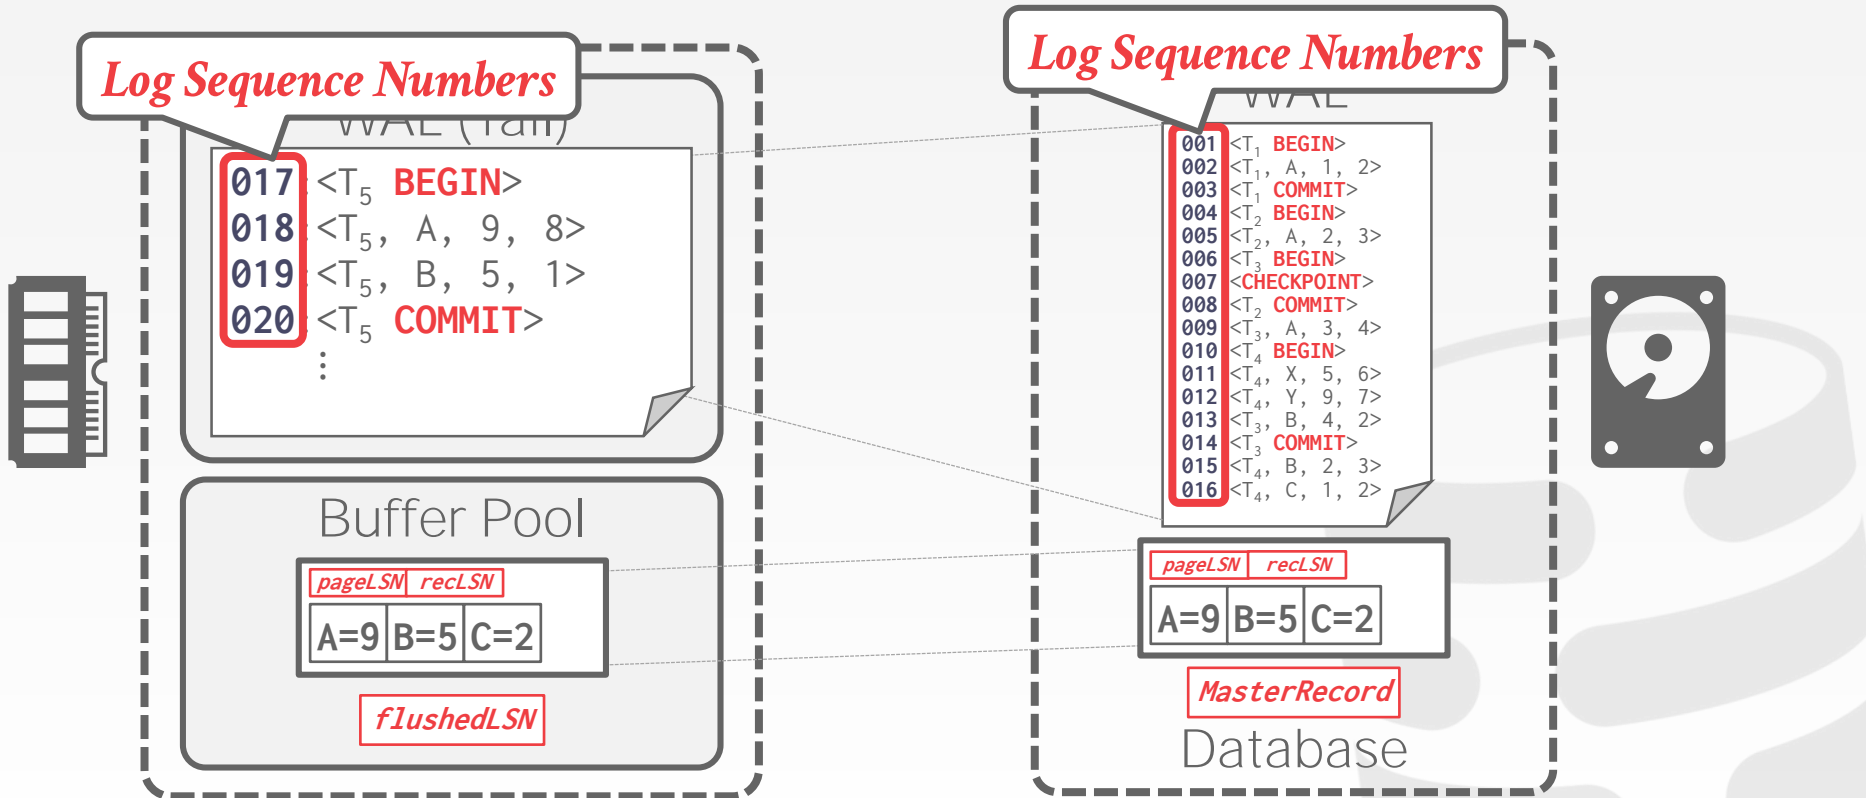 Log Sequence Numbers
WAL (Tail)
017:<T5 BEGIN>
018:<T5, A, 9, 8>
019:<T5, B, 5, 1>
020:<T5 COMMIT>
⋮
Buffer Pool
pageLSN recLSN
A=9 B=5 C=2
flushedLSN
Log Sequence Numbers
WAL
001:<T1 BEGIN>
002:<T1, A, 1, 2>
003:<T1 COMMIT>
004:<T2 BEGIN>
005:<T2, A, 2, 3>
006:<T3 BEGIN>
007:<CHECKPOINT>
008:<T2 COMMIT>
009:<T3, A, 3, 4>
010:<T4 BEGIN>
011:<T4, X, 5, 6>
012:<T4, Y, 9, 7>
013:<T3, B, 4, 2>
014:<T3 COMMIT>
015:<T4, B, 2, 3>
016:<T4, C, 1, 2>
pageLSN recLSN
A=9 B=5 C=2
MasterRecord
Database